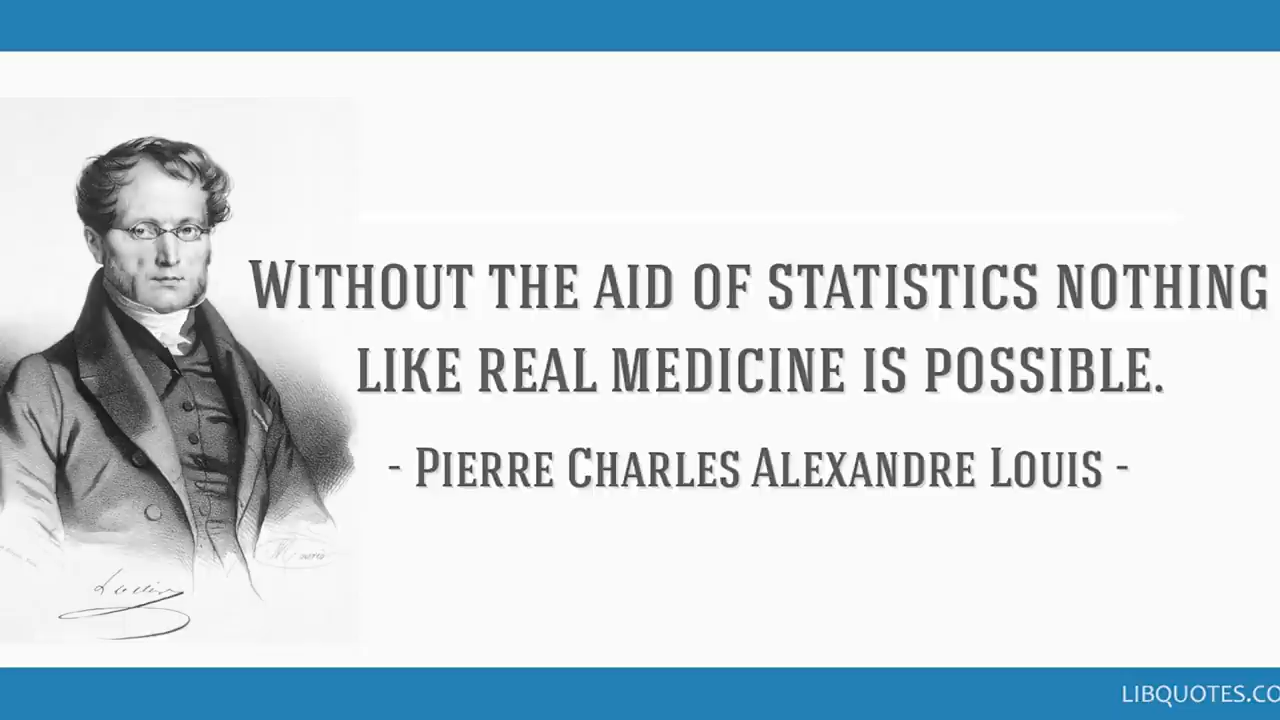 WITHOUT THE AID OF STATISTICS NOTHING
LIKE REAL MEDICINE IS POSSIBLE.
- PIERRE CHARLES ALEXANDRE LOUIS -
LIBQUOTES.CO